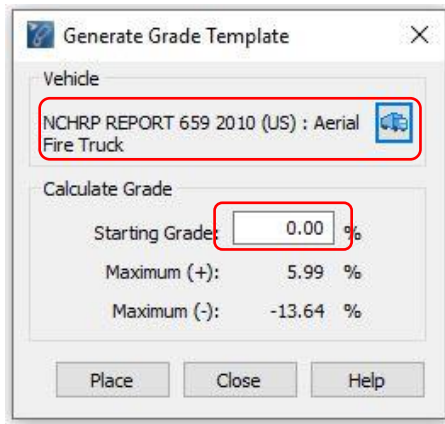 Generate Grade Template
Vehicle
NCHRP REPORT 659 2010 (US) : Aerial
Fire Truck
Calculate Grade
Starting Grade: 0.00 %
Maximum (+): 5.99 %
Maximum (-): -13.64 %
Place Close Help